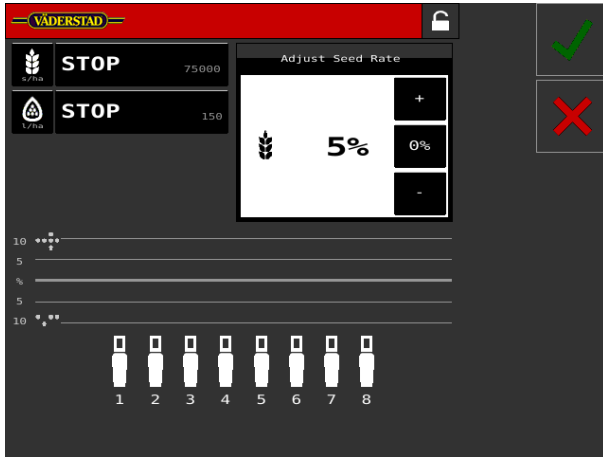 VÄDERSTAD
STOP 75000
s/ha
STOP 150
l/ha
Adjust Seed Rate
+
5% 0%
-
10
5
%
5
10
1 2 3 4 5 6 7 8